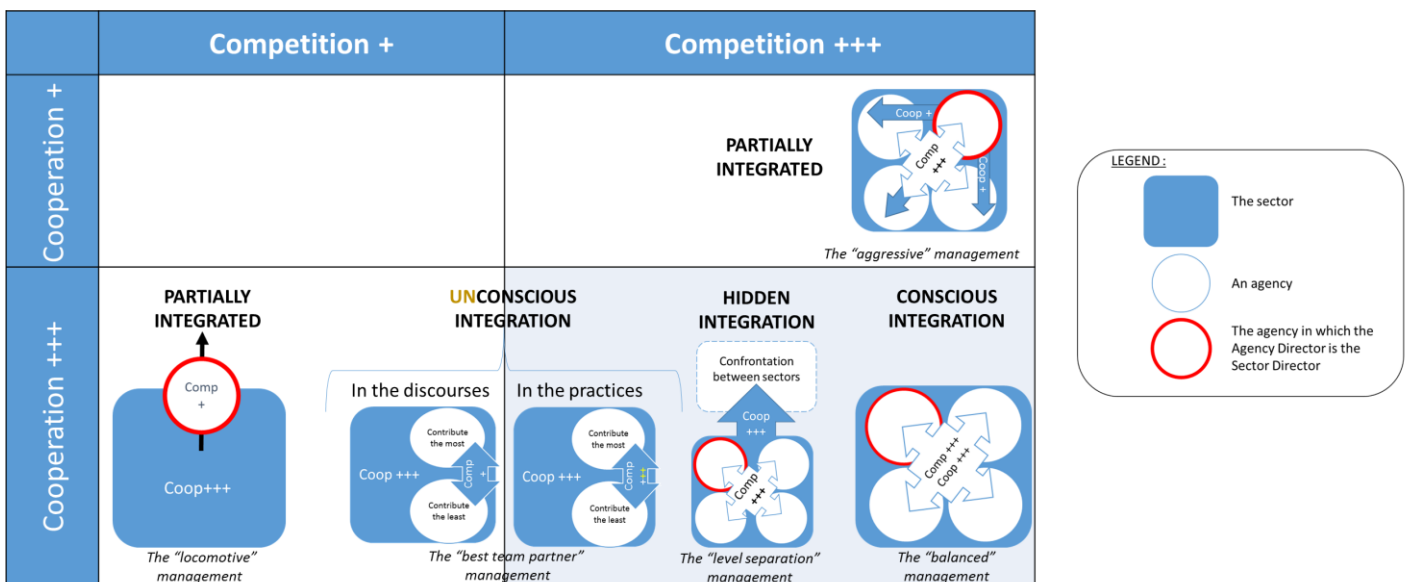 Competition +
Competition +++
Cooperation +
PARTIALLY
INTEGRATED
Coop +
Comp
+++
Coop +
The “aggressive” management
Cooperation +++
PARTIALLY
INTEGRATED
Comp
+
Coop+++
The “locomotive”
management
UNCONSCIOUS
INTEGRATION
In the discourses
Contribute
the most
Coop +++
Comp
+
Contribute
the least
In the practices
Contribute
the most
Coop +++
Comp
+++
Contribute
the least
The “best team partner”
management
HIDDEN
INTEGRATION
Confrontation
between sectors
Coop
+++
Comp
+++
The “level separation”
management
CONSCIOUS
INTEGRATION
Comp +++
Coop +++
The “balanced”
management
LEGEND :
The sector
An agency
The agency in which the
Agency Director is the
Sector Director